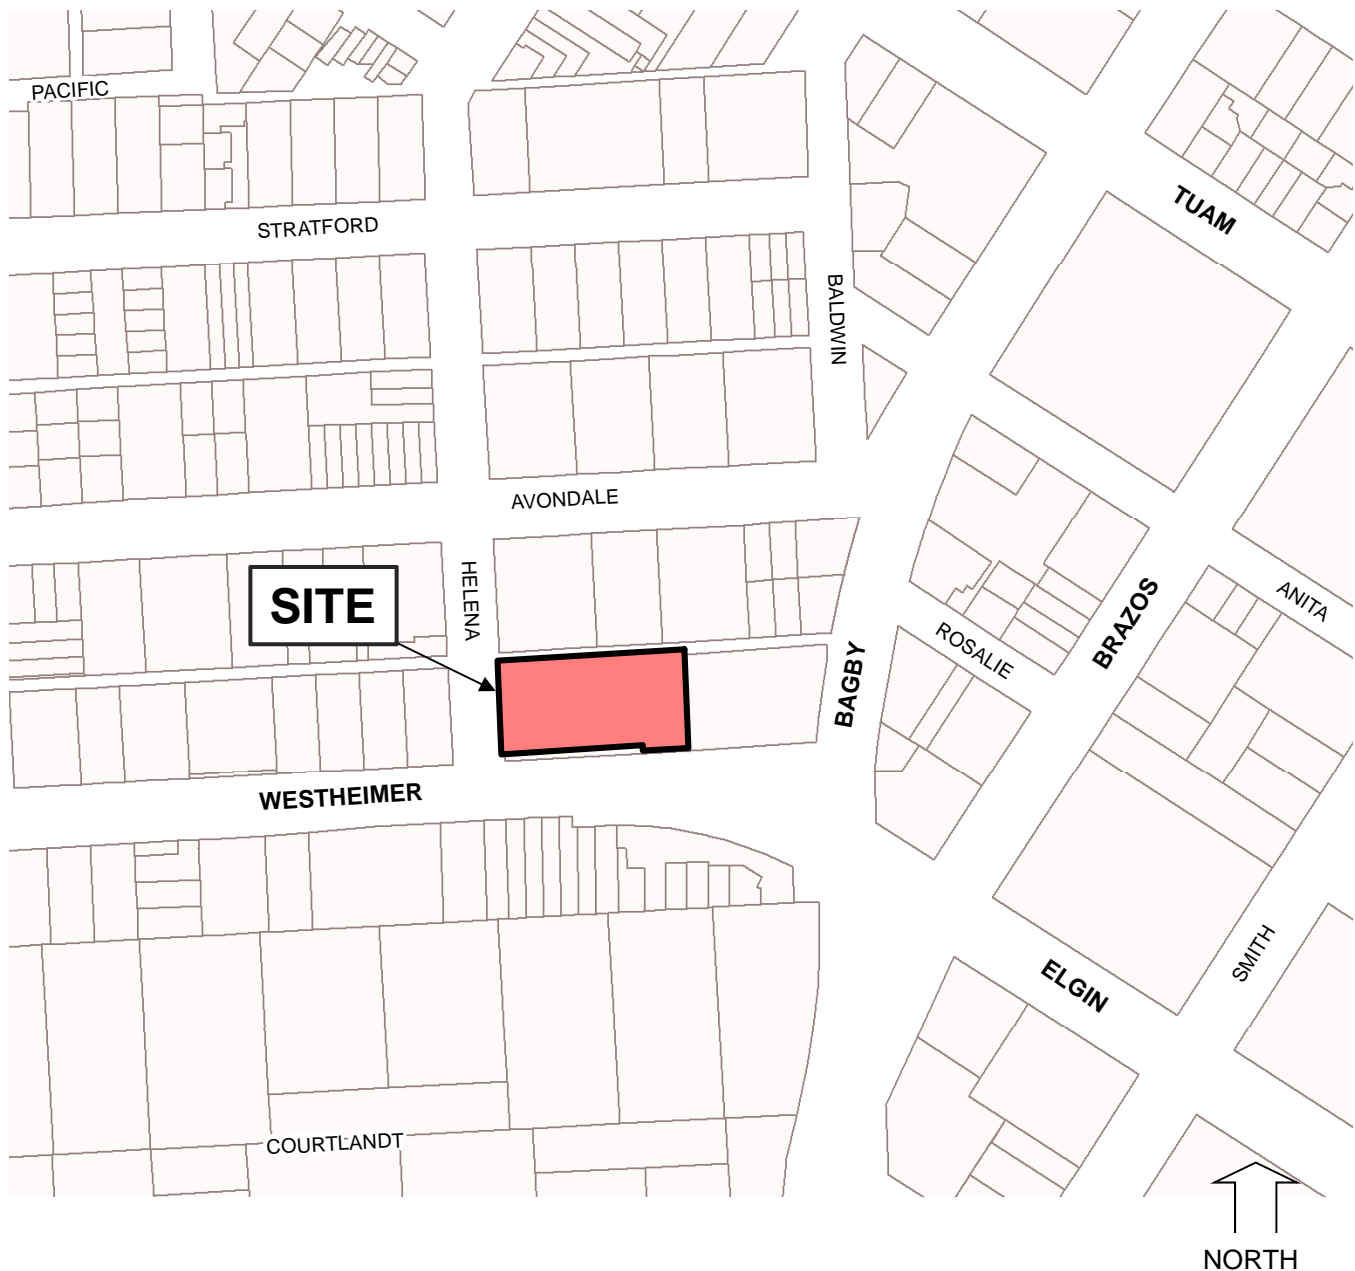 PACIFIC
TUAM
STRATFORD
BALDWIN
AVONDALE
HELENA
SITE
ANITA
BRAZOS
ROSALIE
BAGBY
WESTHEIMER
SMITH
ELGIN
COURTLANDT
NORTH